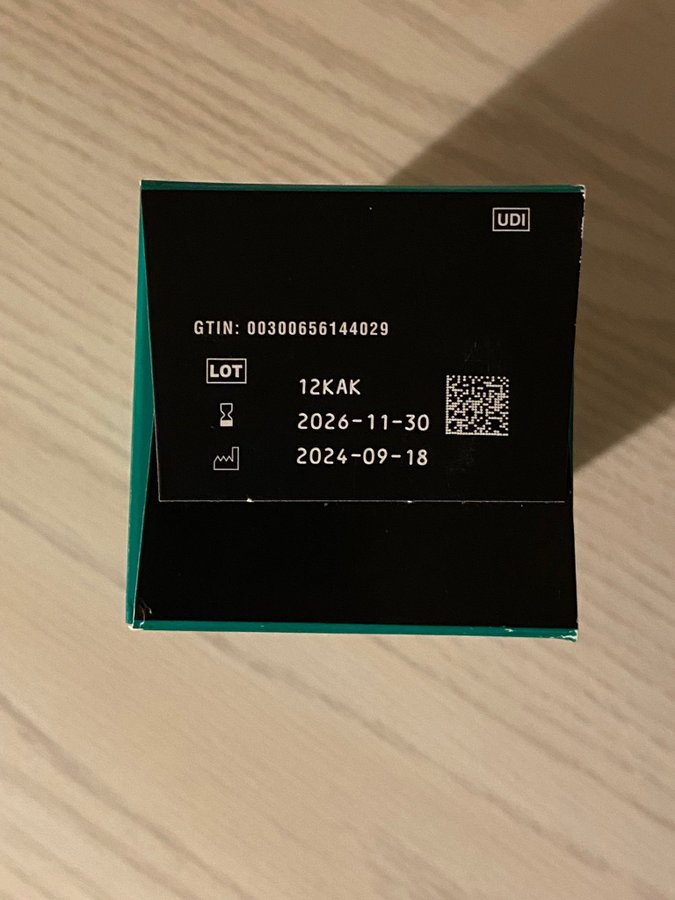 UDI
GTIN: 00300656144029
LOT
12KAK
2026-11-30
2024-09-18